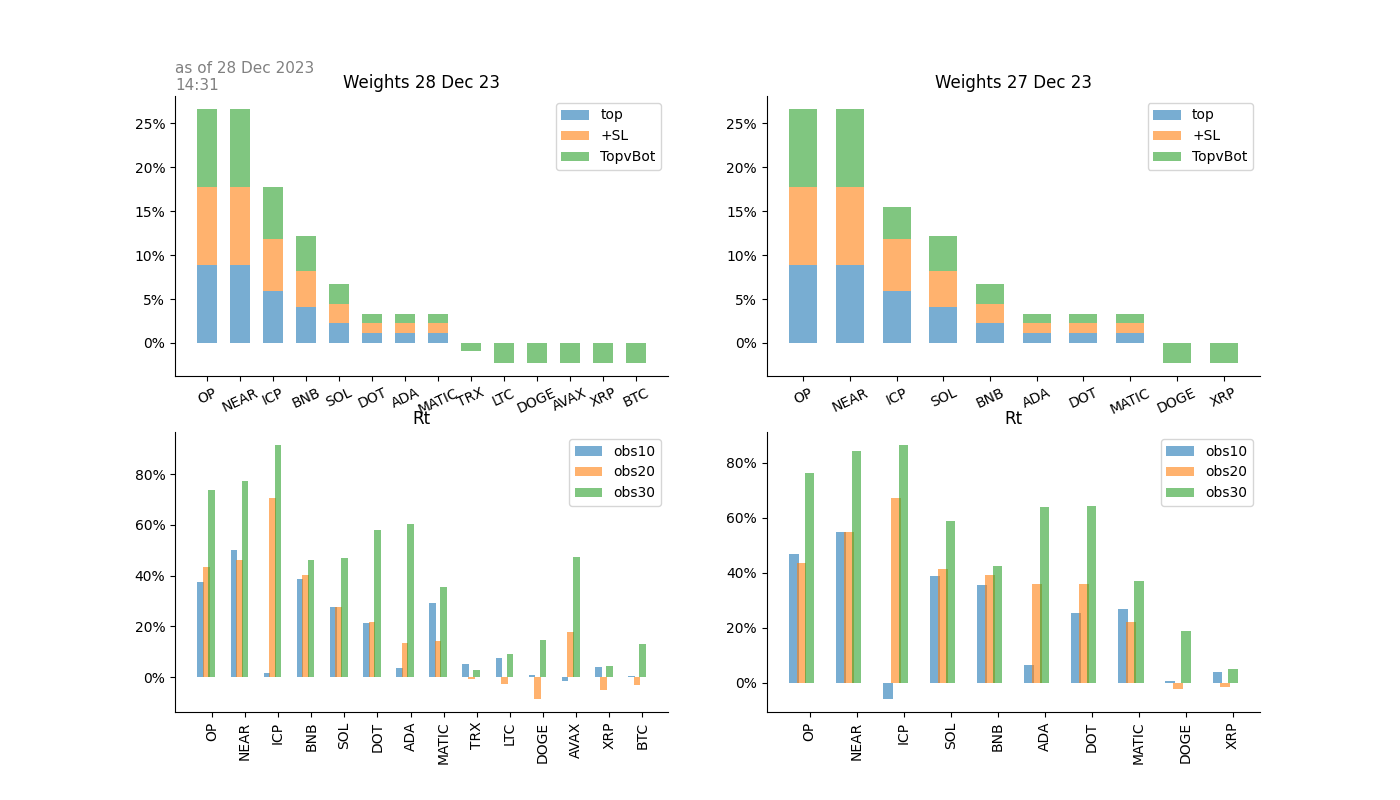 as of 28 Dec 2023
14:31
Weights 28 Dec 23
25%
20%
15%
10%
5%
0%
top
+SL
TopvBot
OP NEAR ICP BNB SOL DOT ADA MATIC TRX LTC DOGE AVAX XRP BTC
Weights 27 Dec 23
25%
20%
15%
10%
5%
0%
top
+SL
TopvBot
OP NEAR ICP SOL BNB ADA DOT MATIC DOGE XRP
Rt
80%
60%
40%
20%
0%
obs10
obs20
obs30
OP NEAR ICP BNB SOL DOT ADA MATIC TRX LTC DOGE AVAX XRP BTC
Rt
80%
60%
40%
20%
0%
obs10
obs20
obs30
OP NEAR ICP SOL BNB ADA DOT MATIC DOGE XRP